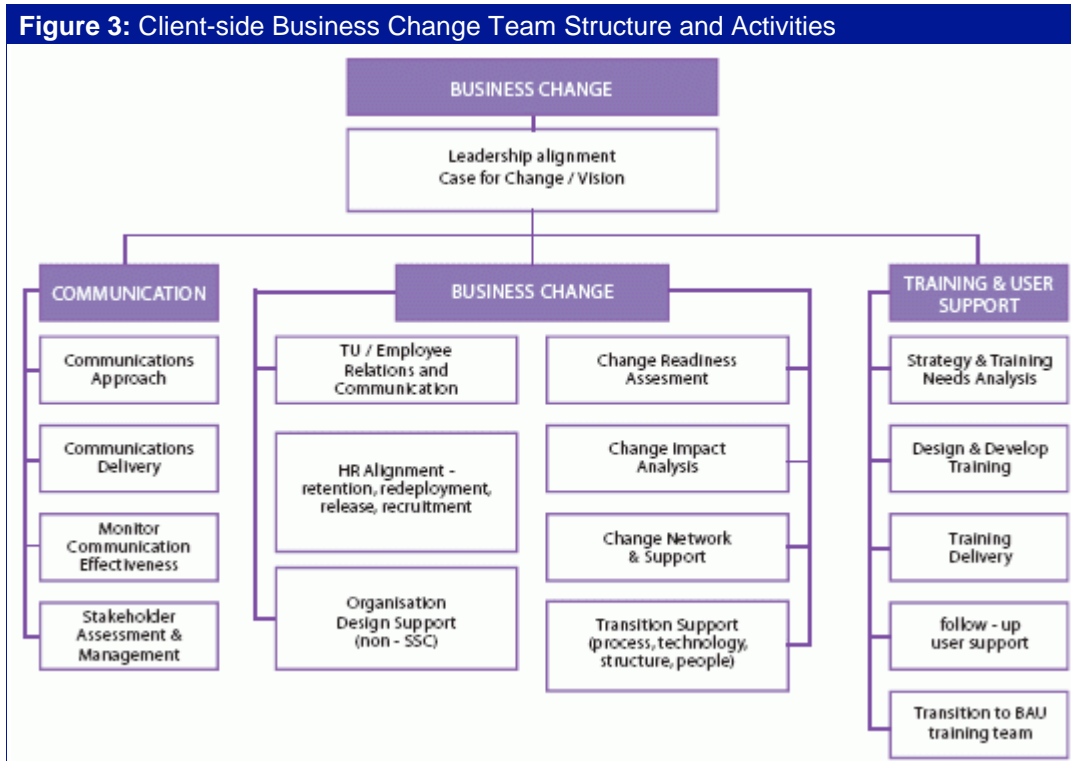 Figure 3: Client-side Business Change Team Structure and Activities
BUSINESS CHANGE
Leadership alignment
Case for Change / Vision
COMMUNICATION
Communications
Approach
Communications
Delivery
Monitor
Communication
Effectiveness
Stakeholder
Assessment &
Management
BUSINESS CHANGE
TU / Employee
Relations and
Communication
HR Alignment -
retention, redeployment,
release, recruitment
Organisation
Design Support
(non - SSC)
Change Readiness
Assesment
Change Impact
Analysis
Change Network
& Support
Transition Support
(process, technology,
structure, people)
TRAINING & USER
SUPPORT
Strategy & Training
Needs Analysis
Design & Develop
Training
Training
Delivery
follow - up
user support
Transition to BAU
training team